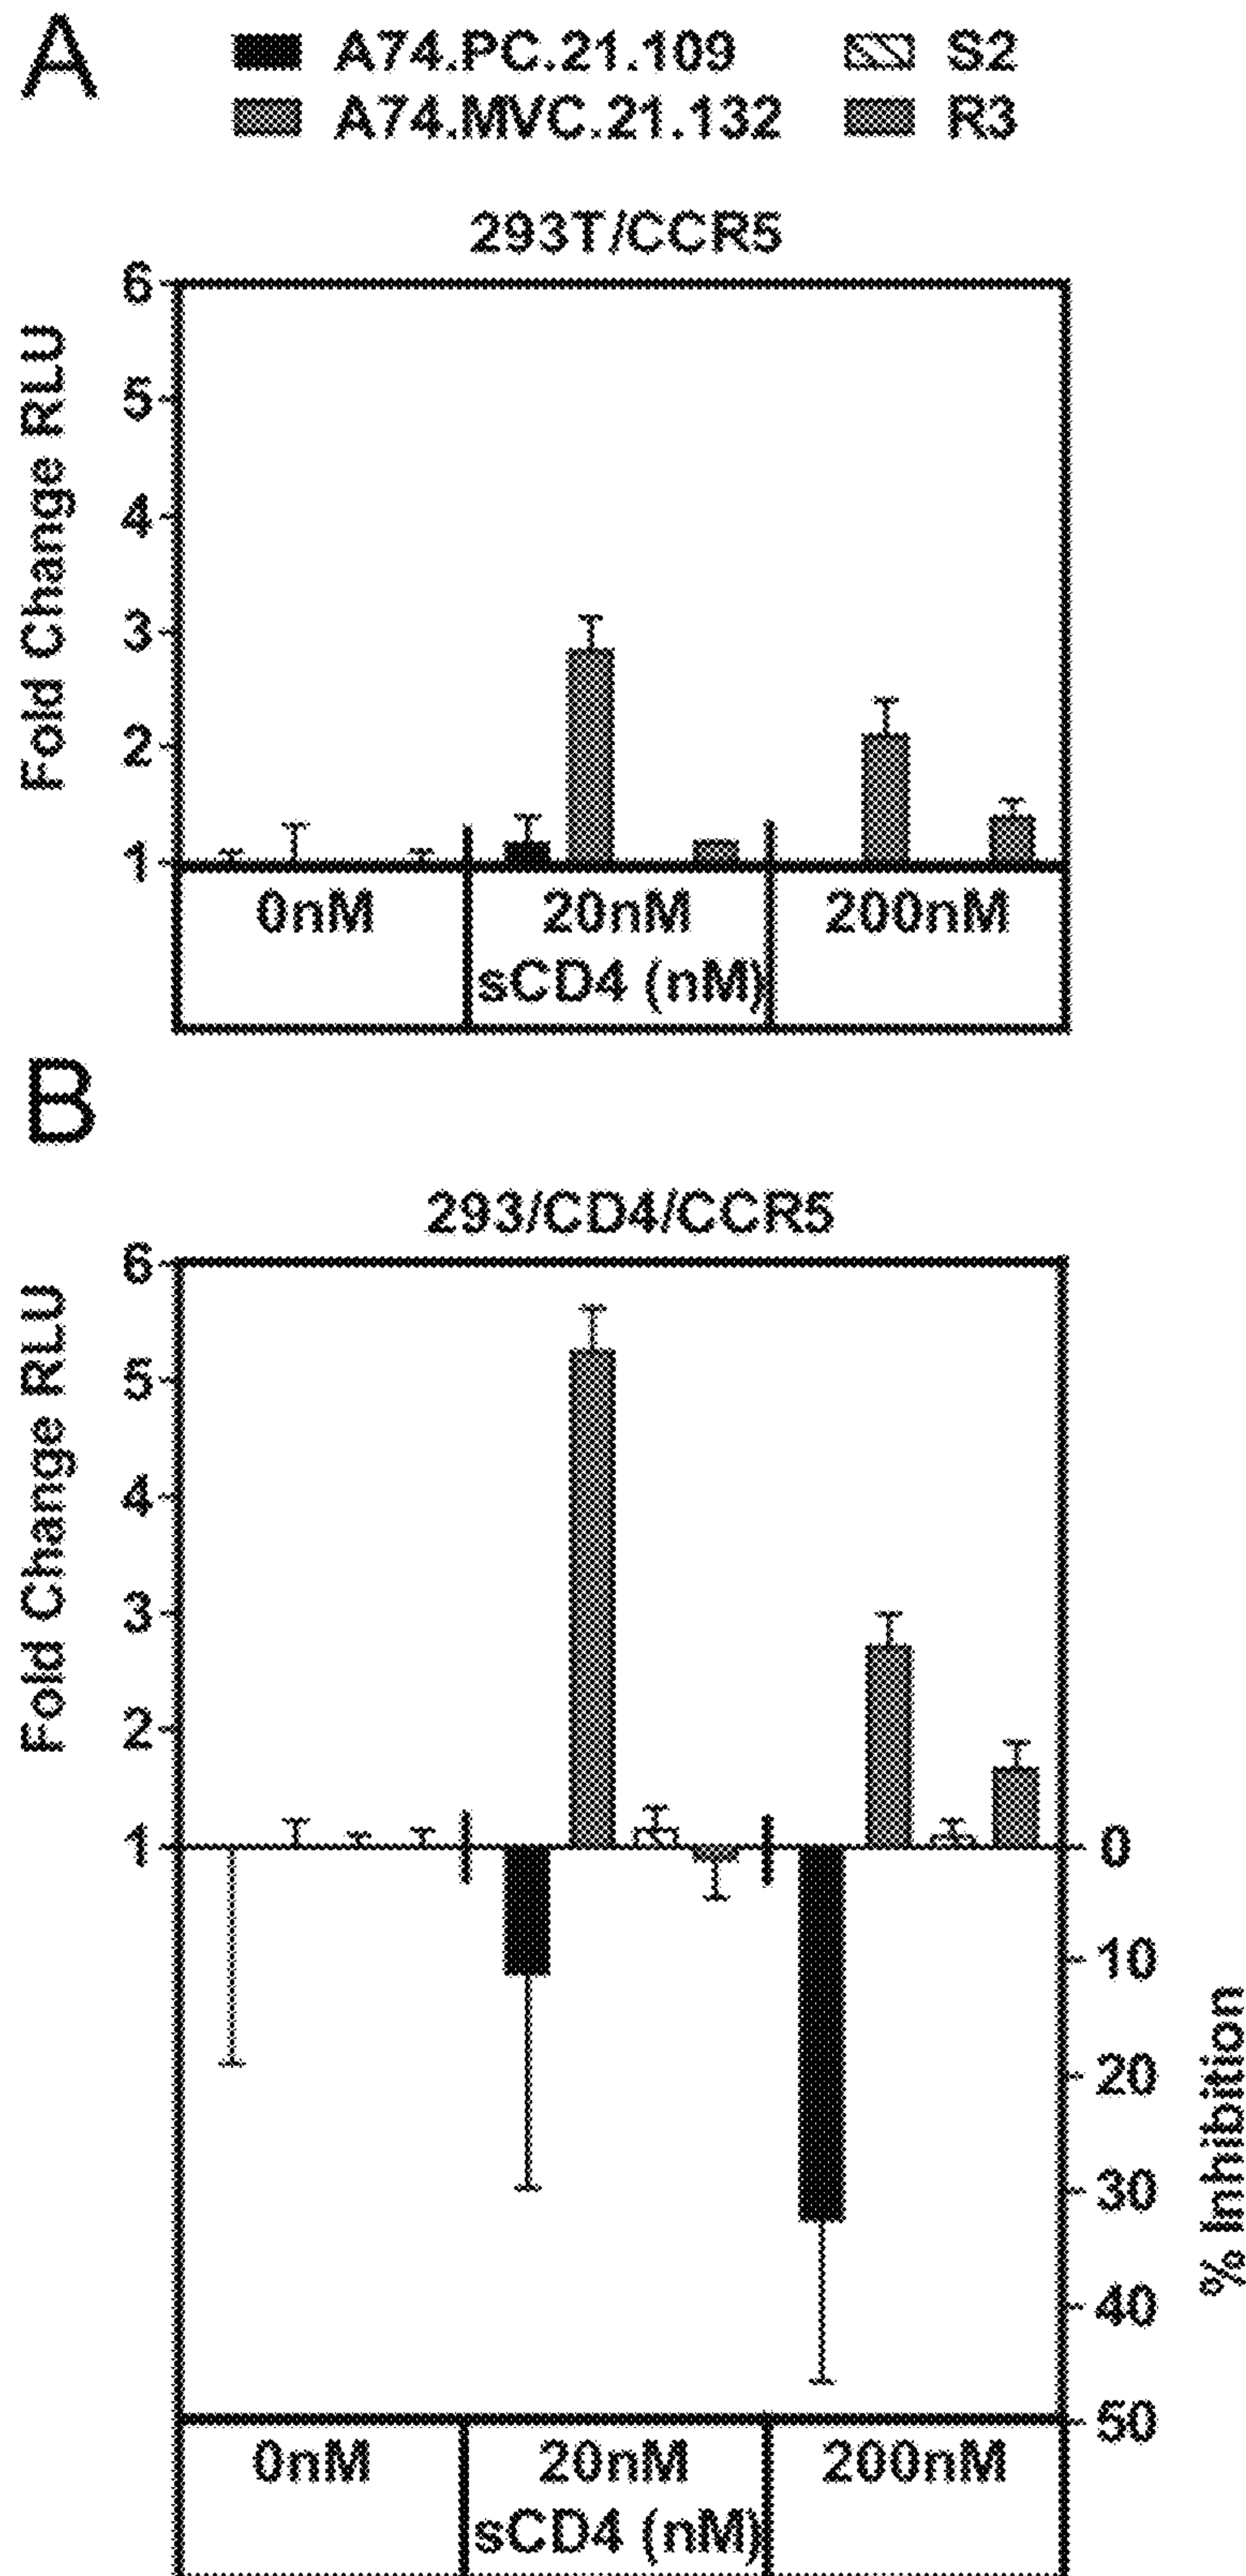 A
A74.PC.21.109 S2
A74.MVC.21.132 R3
293T/CCR5
Fold Change RLU
6
5
4
3
2
1
0nM 20nM 200nM
sCD4 (nM)
B
293/CD4/CCR5
Fold Change RLU
6
5
4
3
2
1
0
10
20
30
40
50
% Inhibition
0nM 20nM 200nM
sCD4 (nM)